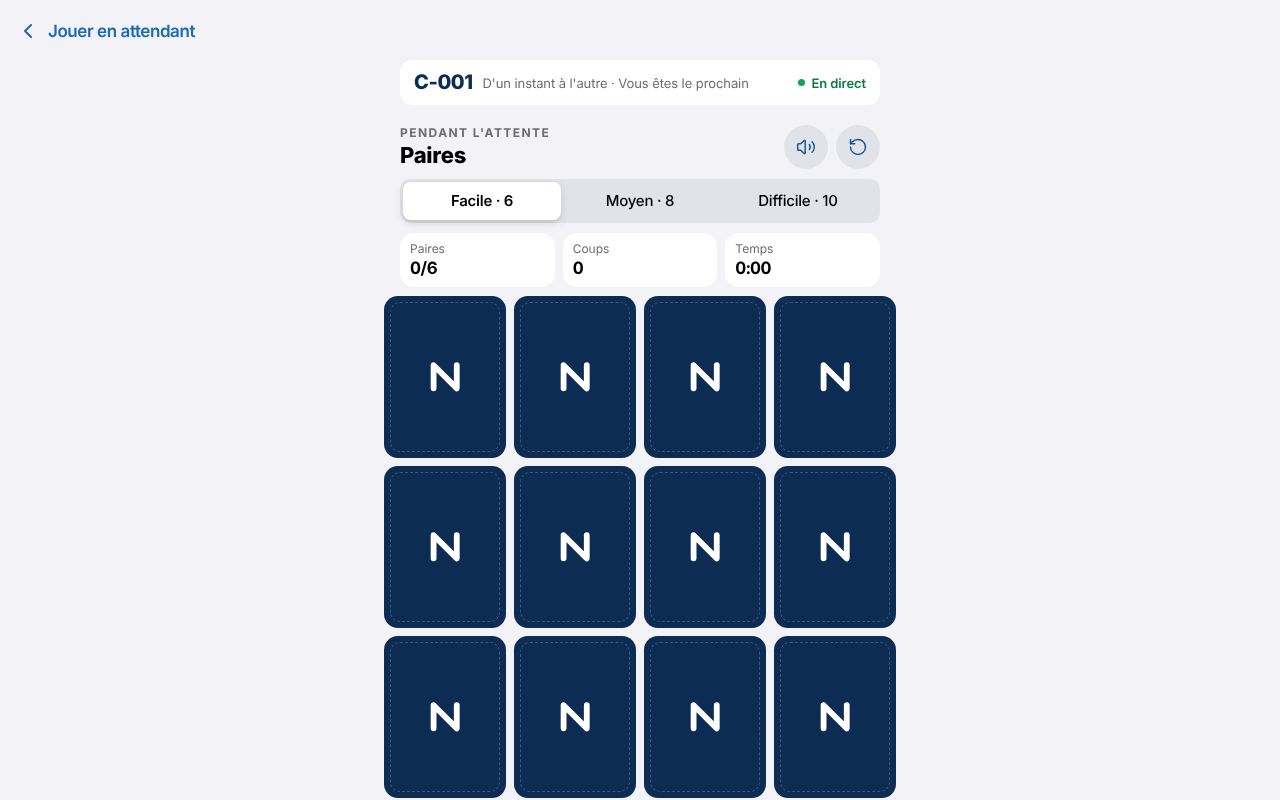 Jouer en attendant
C-001 D'un instant à l'autre · Vous êtes le prochain En direct
PENDANT L'ATTENTE
Paires
Facile · 6 Moyen · 8 Difficile · 10
Paires Coups Temps
0/6 0 0:00
N N N N
N N N N
N N N N